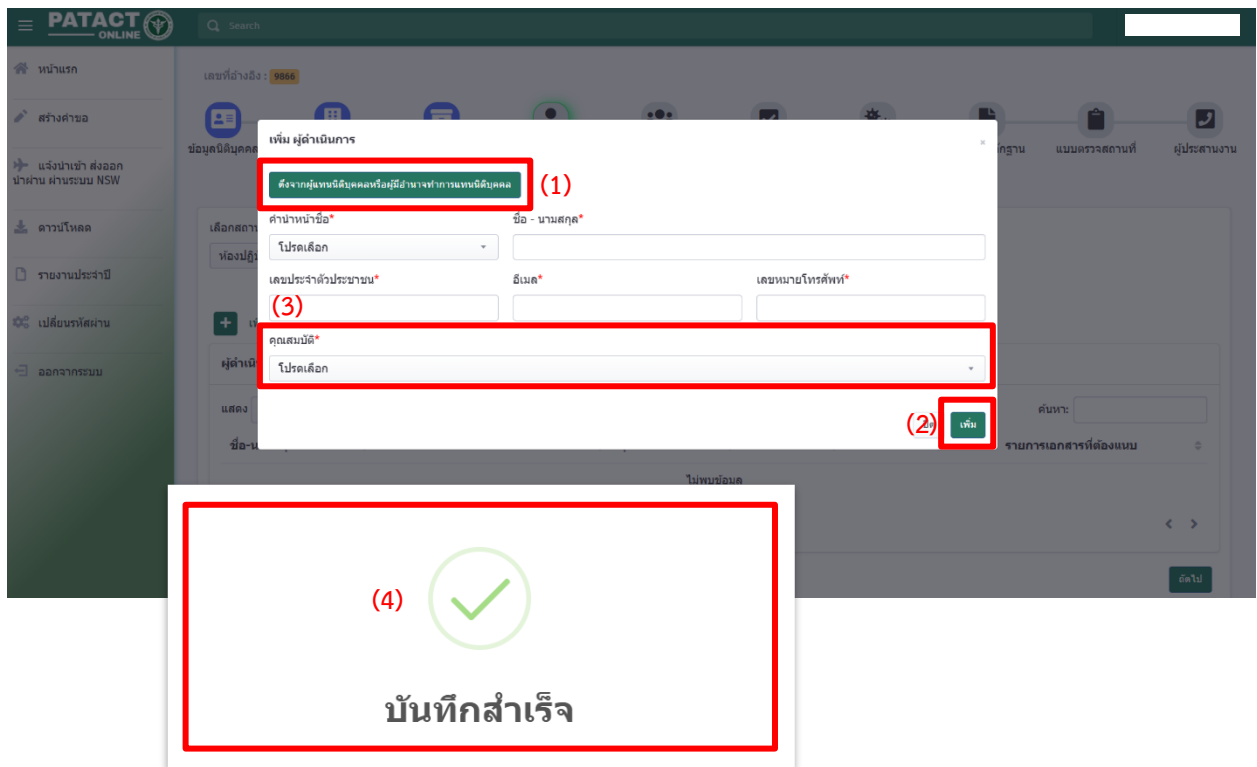 PATACT
ONLINE
Search
หน้าแรก
สร้างคำขอ
แจ้งนำเข้า ส่งออก
นำผ่าน ผ่านระบบ NSW
ดาวน์โหลด
รายงานประจำปี
เปลี่ยนรหัสผ่าน
ออกจากระบบ
เลขที่อ้างอิง : 9866
ข้อมูลนิติบุคคล
แบบตรวจสถานที่
ผู้ประสานงาน
เพิ่ม ผู้ดำเนินการ
×
ดึงจากผู้แทนนิติบุคคลหรือผู้มีอำนาจทำการแทนนิติบุคคล
(1)
คำนำหน้าชื่อ*
ชื่อ - นามสกุล*
โปรดเลือก
เลขประจำตัวประชาชน*
อีเมล*
เลขหมายโทรศัพท์*
(3)
คุณสมบัติ*
โปรดเลือก
(2)
เพิ่ม
แสดง
ค้นหา:
รายการเอกสารที่ต้องแนบ
ไม่พบข้อมูล
ถัดไป
(4)
บันทึกสำเร็จ